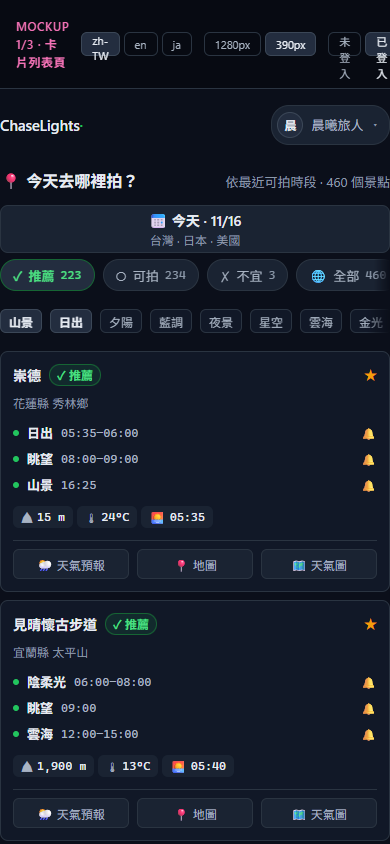 MOCKUP
1/3 · 卡
片列表頁
zh-
TW
en
ja
1280px
390px
未
登
入
已
登
入
ChaseLights·
晨
晨曦旅人
今天去哪裡拍？
依最近可拍時段 · 460 個景點
今天 · 11/16
台灣 · 日本 · 美國
✓ 推薦 223
○ 可拍 234
✗ 不宜 3
全部 460
山景
日出
夕陽
藍調
夜景
星空
雲海
金光
崇德
✓ 推薦
★
花蓮縣 秀林鄉
日出 05:35–06:00
眺望 08:00–09:00
山景 16:25
15 m
24°C
05:35
天氣預報
地圖
天氣圖
見晴懷古步道
✓ 推薦
★
宜蘭縣 太平山
陰柔光 06:00–08:00
眺望 09:00
雲海 12:00–15:00
1,900 m
13°C
05:40
天氣預報
地圖
天氣圖